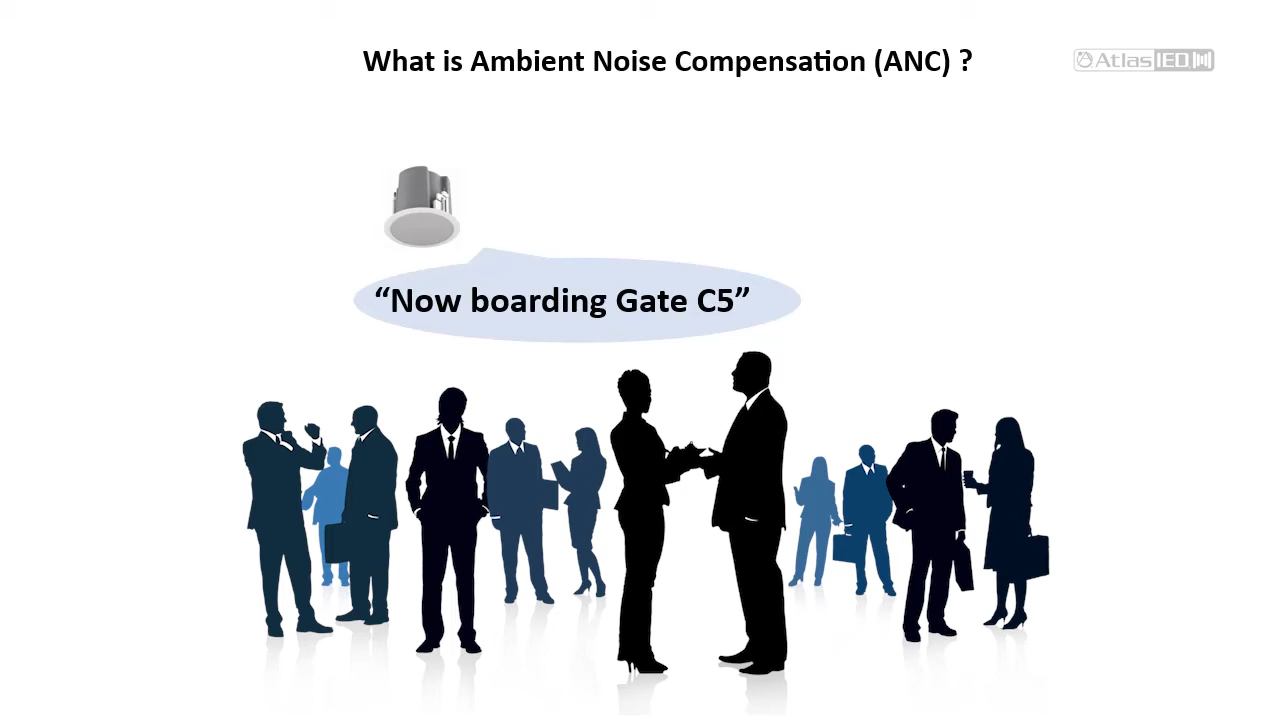 What is Ambient Noise Compensation (ANC) ?
AtlasIED
“Now boarding Gate C5”